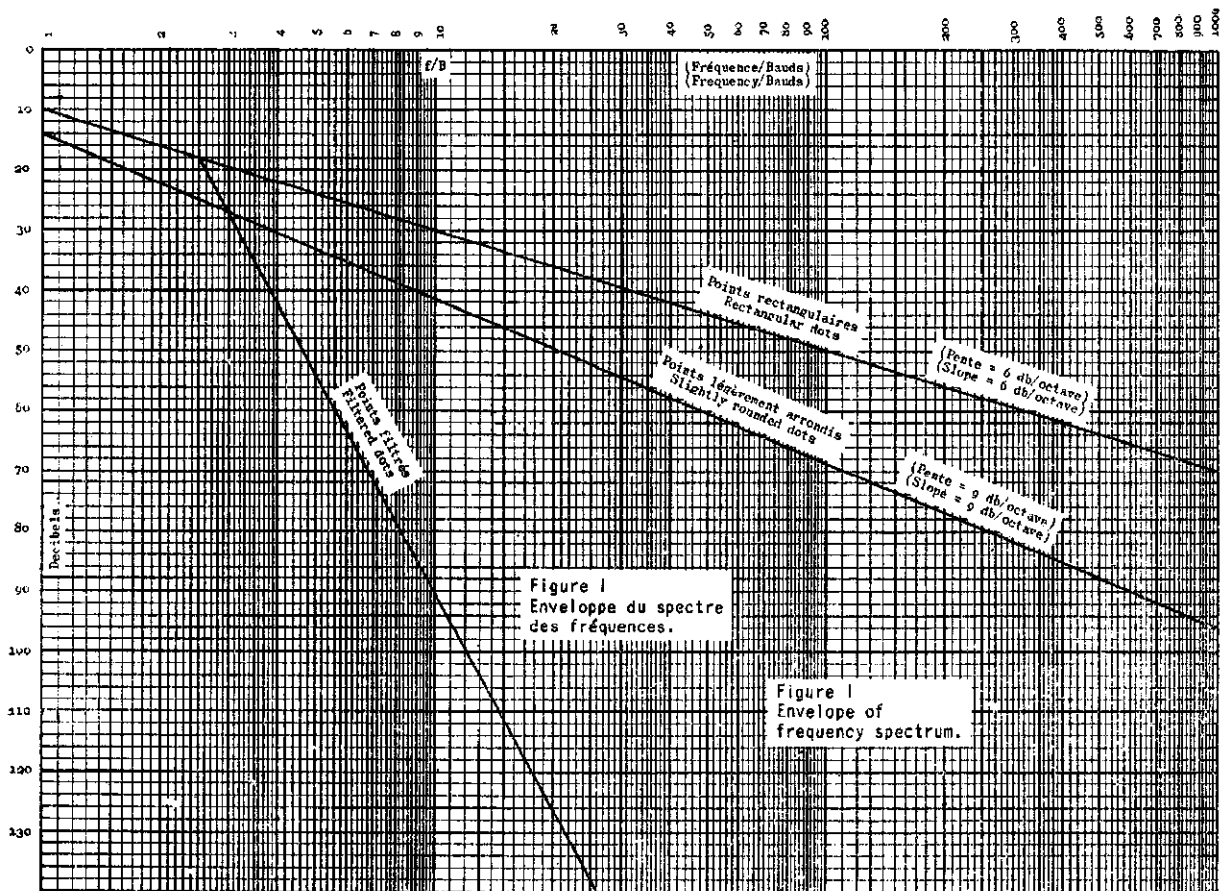 1 2 3 4 5 6 7 8 9 10 20 30 40 50 60 70 80 90 100 200 300 400 500 600 700 800 900 1000
0
10
20
30
40
50
60
70
80
90
100
110
120
130
Decibels
f/B
(Fréquence/Bauds)
(Frequency/Bauds)
Points rectangulaires
Rectangular dots
(Pente = 6 db/octave)
(Slope = 6 db/octave)
Points légèrement arrondis
Slightly rounded dots
(Pente = 9 db/octave)
(Slope = 9 db/octave)
Points filtrés
Filtered dots
Figure 1
Enveloppe du spectre
des fréquences.
Figure 1
Envelope of
frequency spectrum.